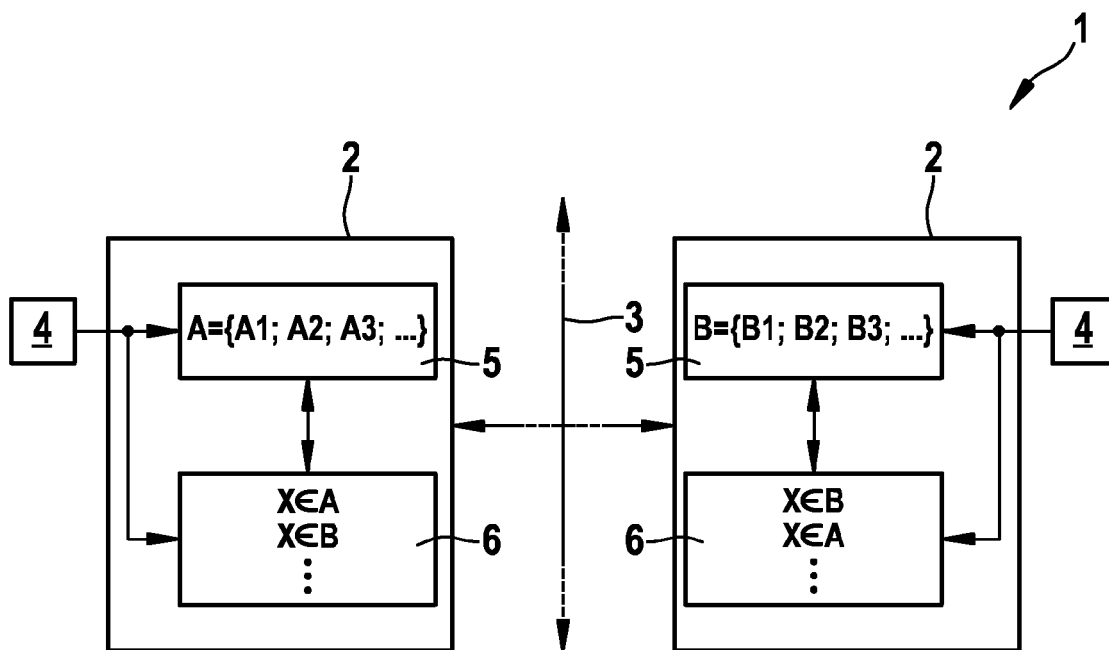 1
2
2
4
A={A1; A2; A3; ...}
5
3
B={B1; B2; B3; ...}
5
4
X∈A
X∈B
⋮
6
X∈B
X∈A
⋮
6